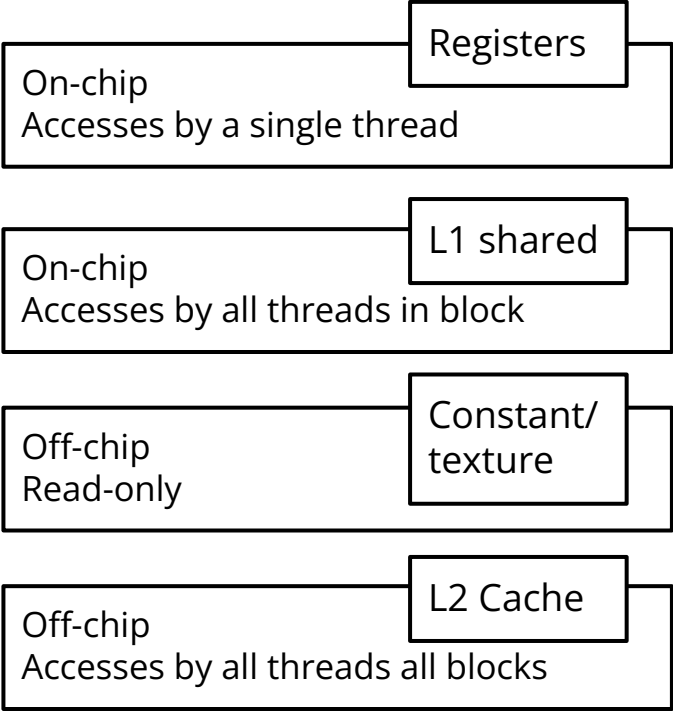 Registers
On-chip
Accesses by a single thread
L1 shared
On-chip
Accesses by all threads in block
Constant/
texture
Off-chip
Read-only
L2 Cache
Off-chip
Accesses by all threads all blocks